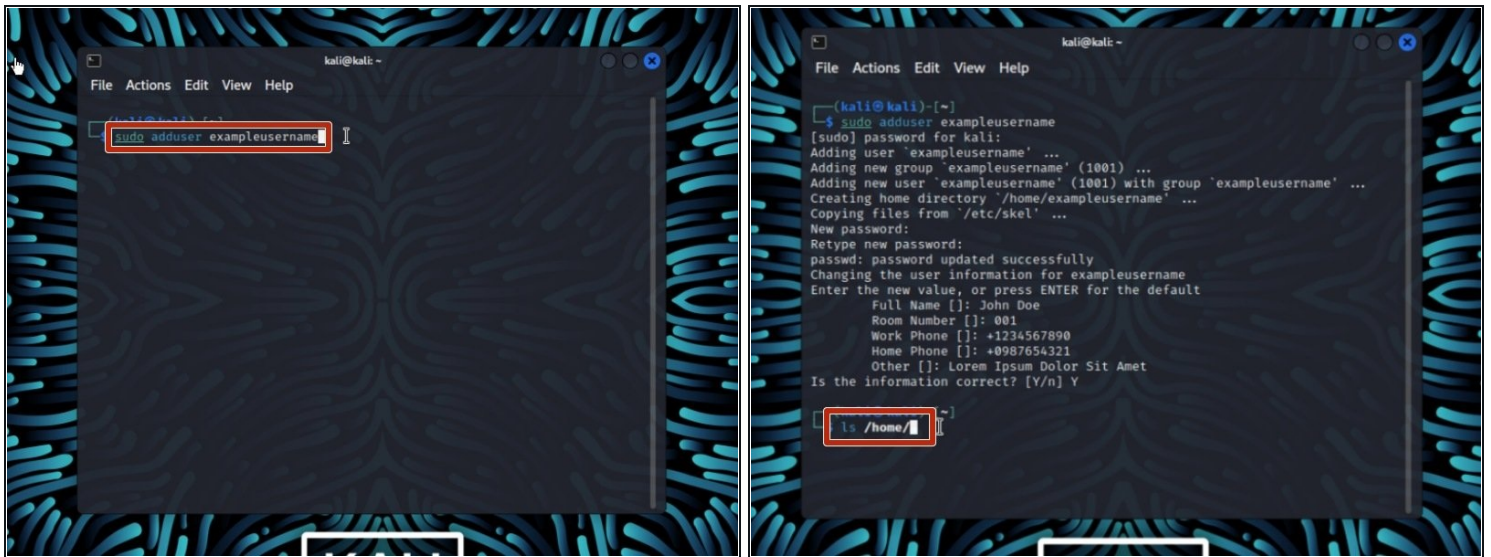 kali@kali: ~
File Actions Edit View Help
$ sudo adduser exampleusername
kali@kali: ~
File Actions Edit View Help
┌──(kali㉿kali)-[~]
└─$ sudo adduser exampleusername
[sudo] password for kali:
Adding user `exampleusername' ...
Adding new group `exampleusername' (1001) ...
Adding new user `exampleusername' (1001) with group `exampleusername' ...
Creating home directory `/home/exampleusername' ...
Copying files from `/etc/skel' ...
New password:
Retype new password:
passwd: password updated successfully
Changing the user information for exampleusername
Enter the new value, or press ENTER for the default
Full Name []: John Doe
Room Number []: 001
Work Phone []: +1234567890
Home Phone []: +0987654321
Other []: Lorem Ipsum Dolor Sit Amet
Is the information correct? [Y/n] Y
~]
ls /home/